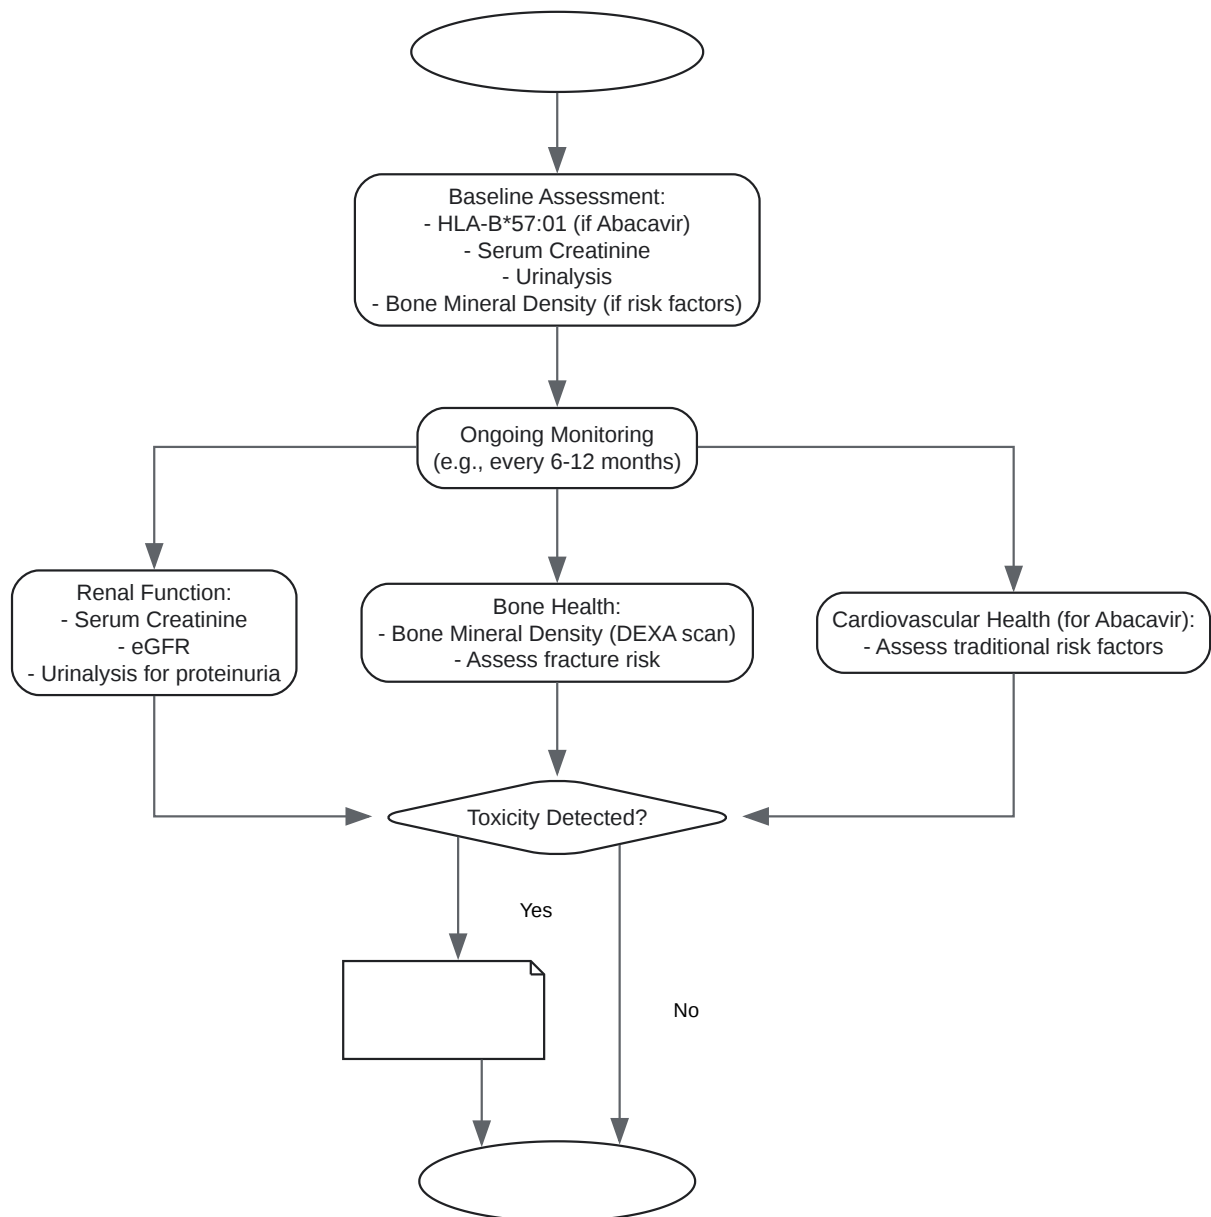 Baseline Assessment:
- HLA-B*57:01 (if Abacavir)
- Serum Creatinine
- Urinalysis
- Bone Mineral Density (if risk factors)
Ongoing Monitoring
(e.g., every 6-12 months)
Renal Function:
- Serum Creatinine
- eGFR
- Urinalysis for proteinuria
Bone Health:
- Bone Mineral Density (DEXA scan)
- Assess fracture risk
Cardiovascular Health (for Abacavir):
- Assess traditional risk factors
Toxicity Detected?
Yes
No